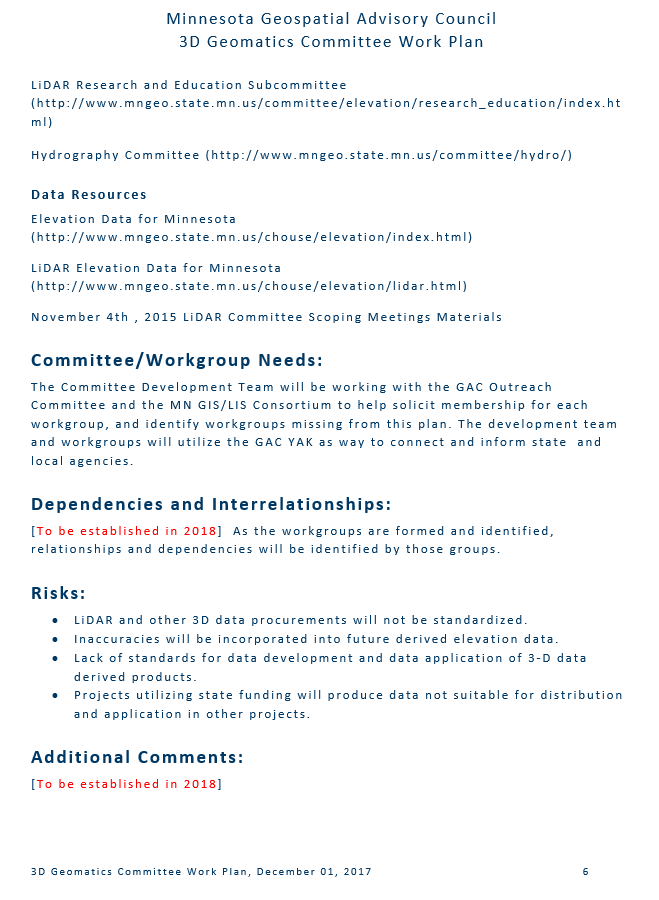 Minnesota Geospatial Advisory Council
3D Geomatics Committee Work Plan
LiDAR Research and Education Subcommittee
(http://www.mngeo.state.mn.us/committee/elevation/research_education/index.ht
ml)
Hydrography Committee (http://www.mngeo.state.mn.us/committee/hydro/)
Data Resources
Elevation Data for Minnesota
(http://www.mngeo.state.mn.us/chouse/elevation/index.html)
LiDAR Elevation Data for Minnesota
(http://www.mngeo.state.mn.us/chouse/elevation/lidar.html)
November 4th , 2015 LiDAR Committee Scoping Meetings Materials
Committee/Workgroup Needs:
The Committee Development Team will be working with the GAC Outreach
Committee and the MN GIS/LIS Consortium to help solicit membership for each
workgroup, and identify workgroups missing from this plan. The development team
and workgroups will utilize the GAC YAK as way to connect and inform state  and
local agencies.
Dependencies and Interrelationships:
[To be established in 2018]  As the workgroups are formed and identified,
relationships and dependencies will be identified by those groups.
Risks:
• LiDAR and other 3D data procurements will not be standardized.
• Inaccuracies will be incorporated into future derived elevation data.
• Lack of standards for data development and data application of 3-D data
derived products.
• Projects utilizing state funding will produce data not suitable for distribution
and application in other projects.
Additional Comments:
[To be established in 2018]
3D Geomatics Committee Work Plan, December 01, 2017 6